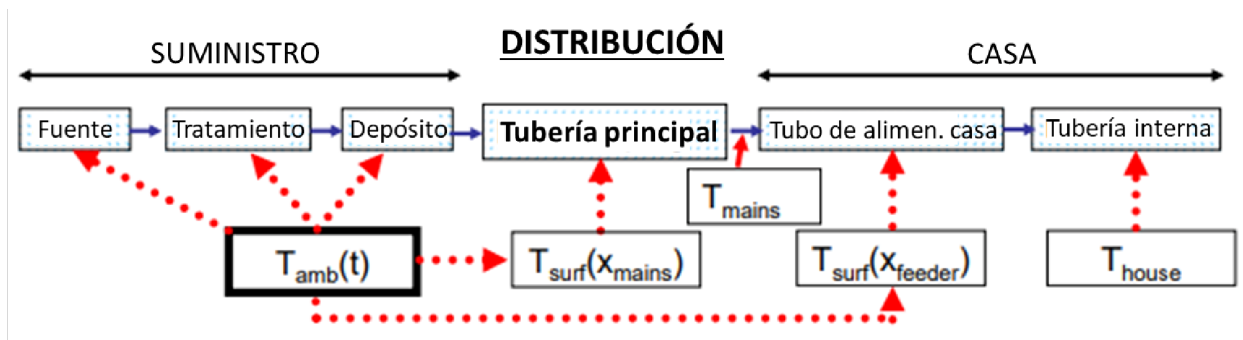 SUMINISTRO
DISTRIBUCIÓN
CASA
Fuente
Tratamiento
Depósito
Tubería principal
Tubo de alimen. casa
Tubería interna
Tmains
Tamb(t)
Tsurf(xmains)
Tsurf(xfeeder)
Thouse